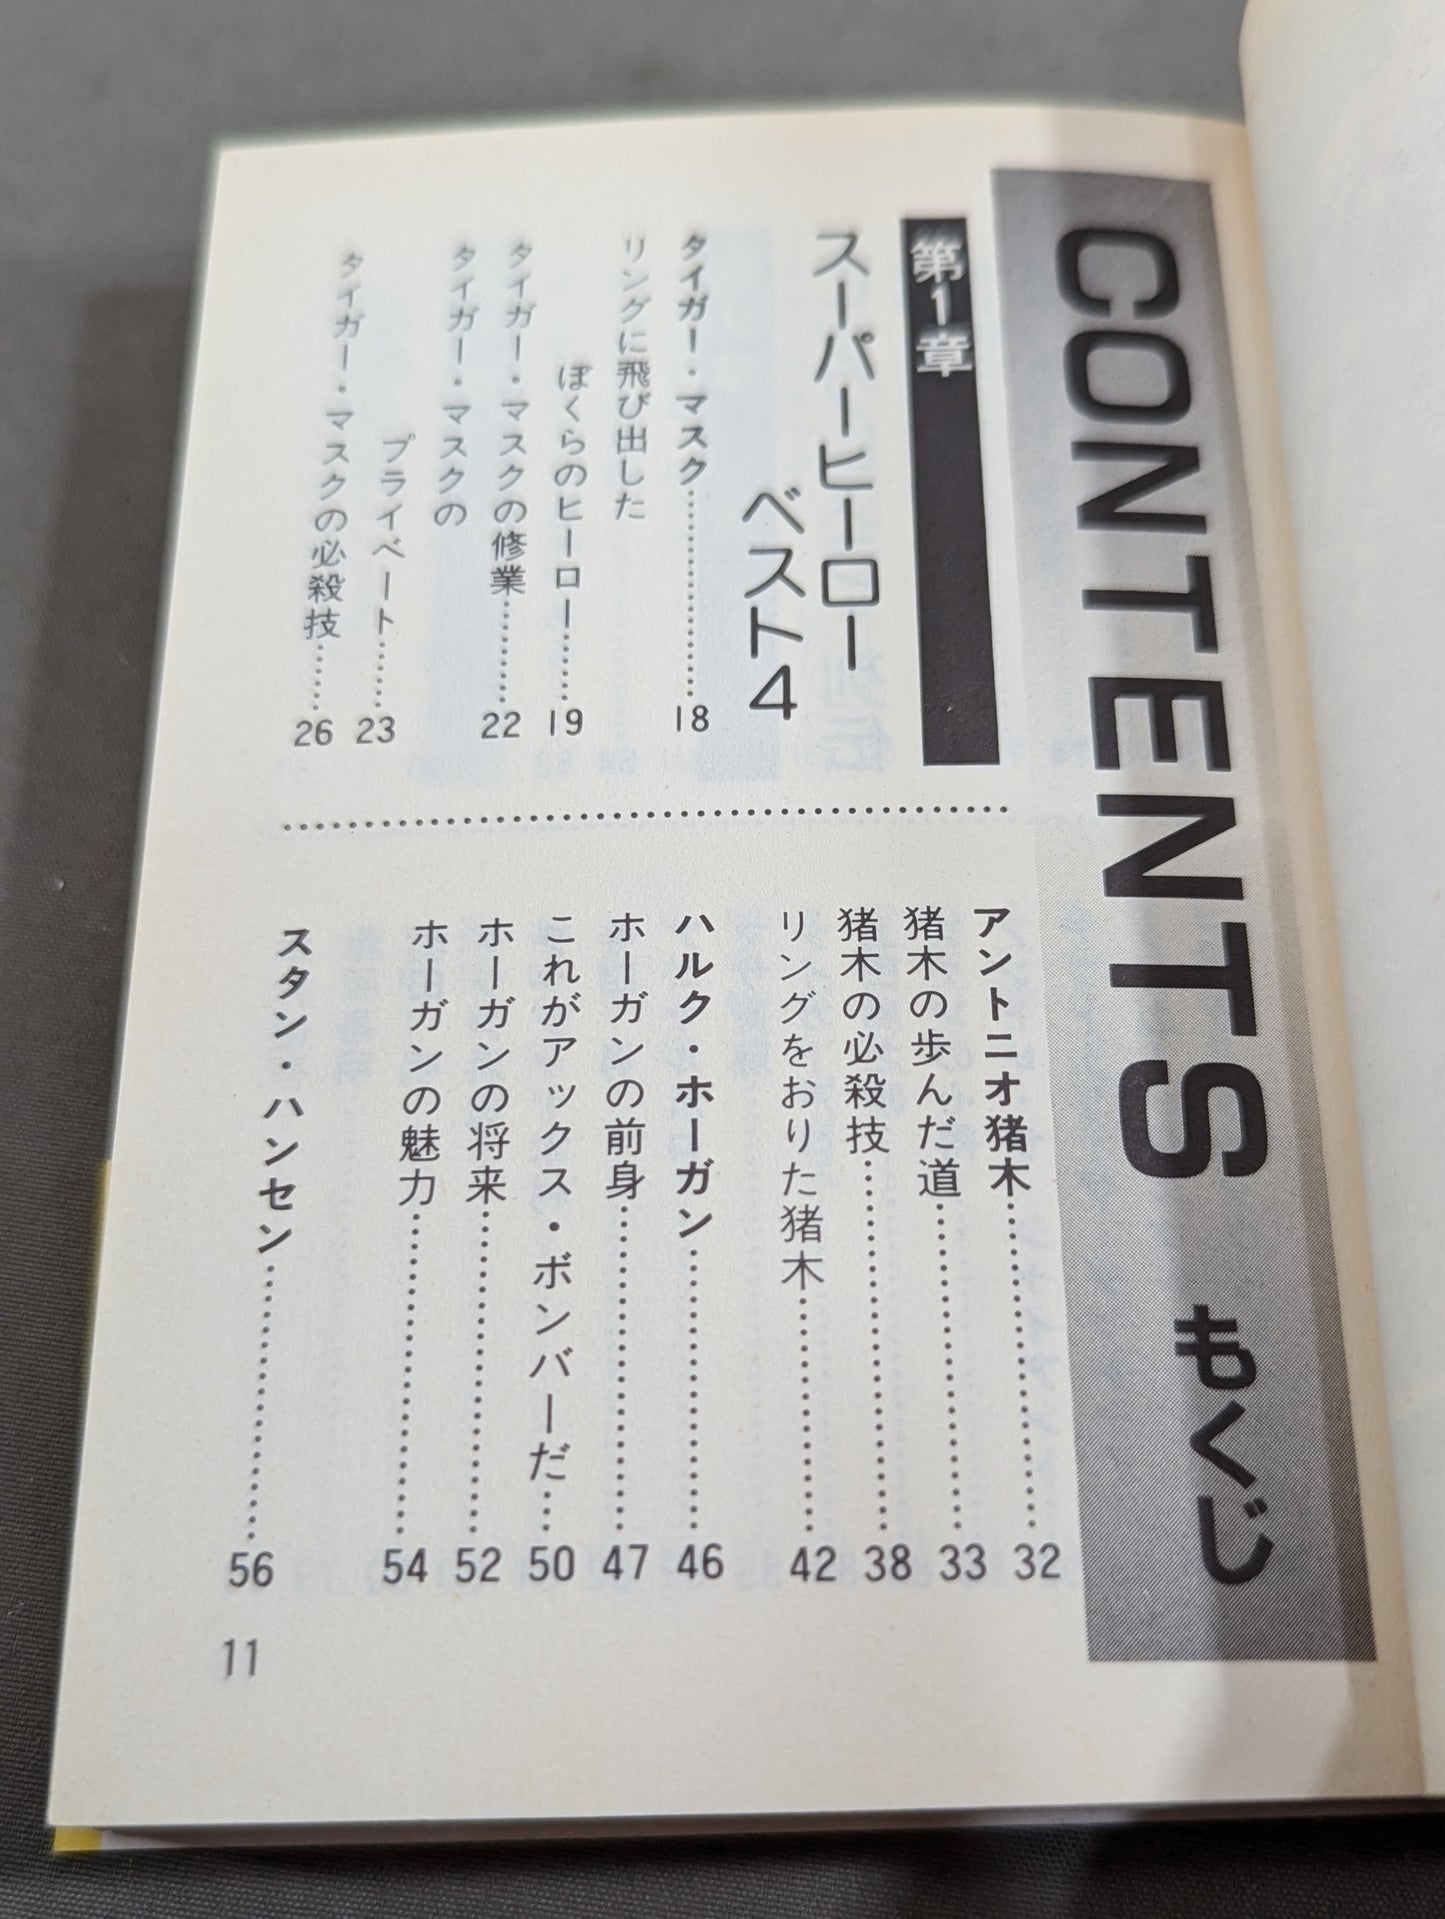 CONTENTS もくじ
第1章
スーパーヒーロー
ベスト4
タイガー・マスク……………18
リングに飛び出した
ぼくらのヒーロー……19
タイガー・マスクの修業………22
タイガー・マスクの
プライベート……23
タイガー・マスクの必殺技……26
アントニオ猪木……………32
猪木の歩んだ道……………33
猪木の必殺技……………38
リングをおりた猪木…………42
ハルク・ホーガン…………46
ホーガンの前身……………47
これがアックス・ボンバーだ……50
ホーガンの将来……………52
ホーガンの魅力……………54
スタン・ハンセン…………56
11